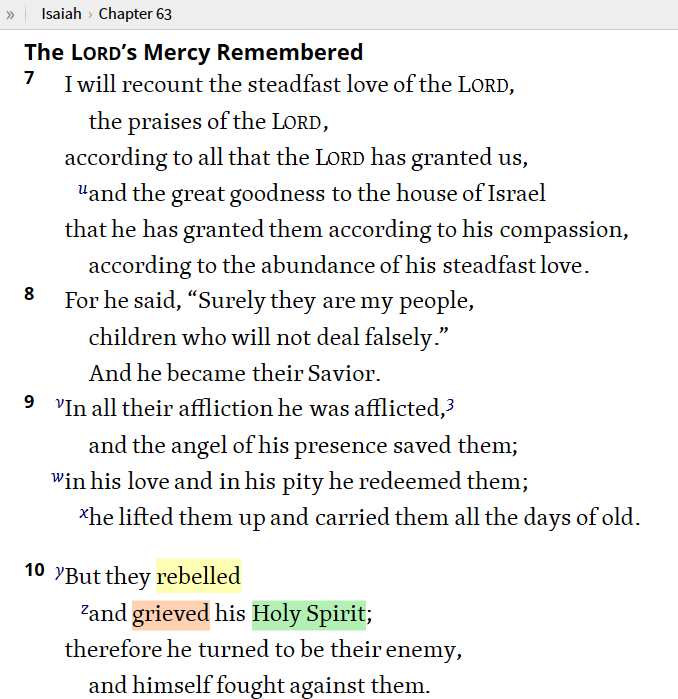 » Isaiah › Chapter 63
The LORD’s Mercy Remembered
7 I will recount the steadfast love of the LORD,
the praises of the LORD,
according to all that the LORD has granted us,
uand the great goodness to the house of Israel
that he has granted them according to his compassion,
according to the abundance of his steadfast love.
8 For he said, “Surely they are my people,
children who will not deal falsely.”
And he became their Savior.
9 vIn all their affliction he was afflicted,3
and the angel of his presence saved them;
win his love and in his pity he redeemed them;
xhe lifted them up and carried them all the days of old.
10 yBut they rebelled
zand grieved his Holy Spirit;
therefore he turned to be their enemy,
and himself fought against them.